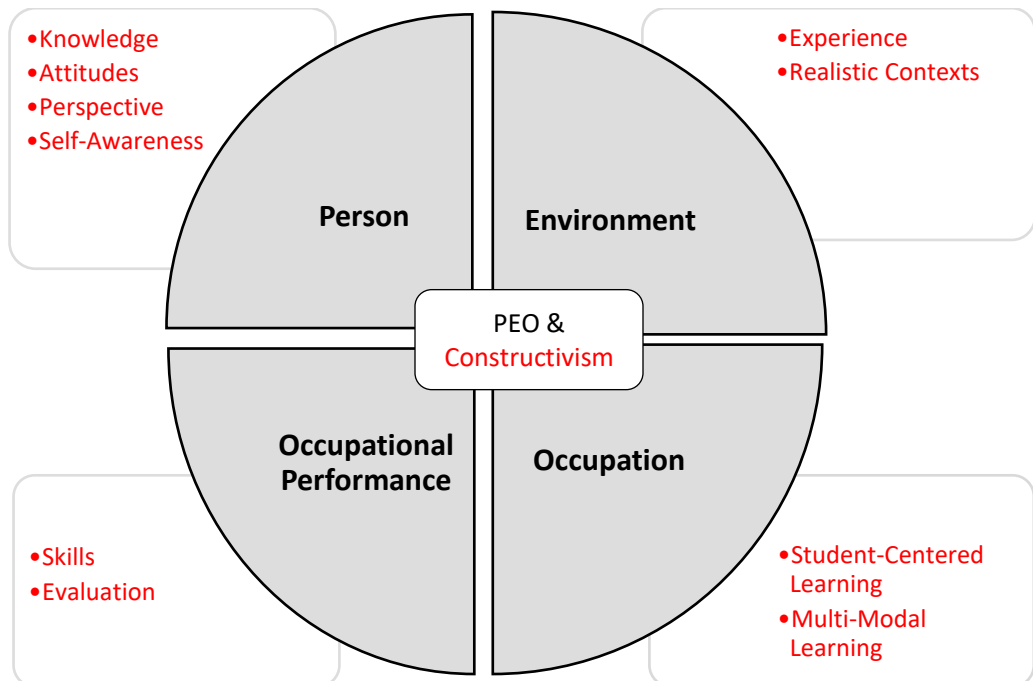 •Knowledge
•Attitudes
•Perspective
•Self-Awareness
•Experience
•Realistic Contexts
Person
Environment
PEO &
Constructivism
Occupational
Performance
Occupation
•Skills
•Evaluation
•Student-Centered
Learning
•Multi-Modal
Learning